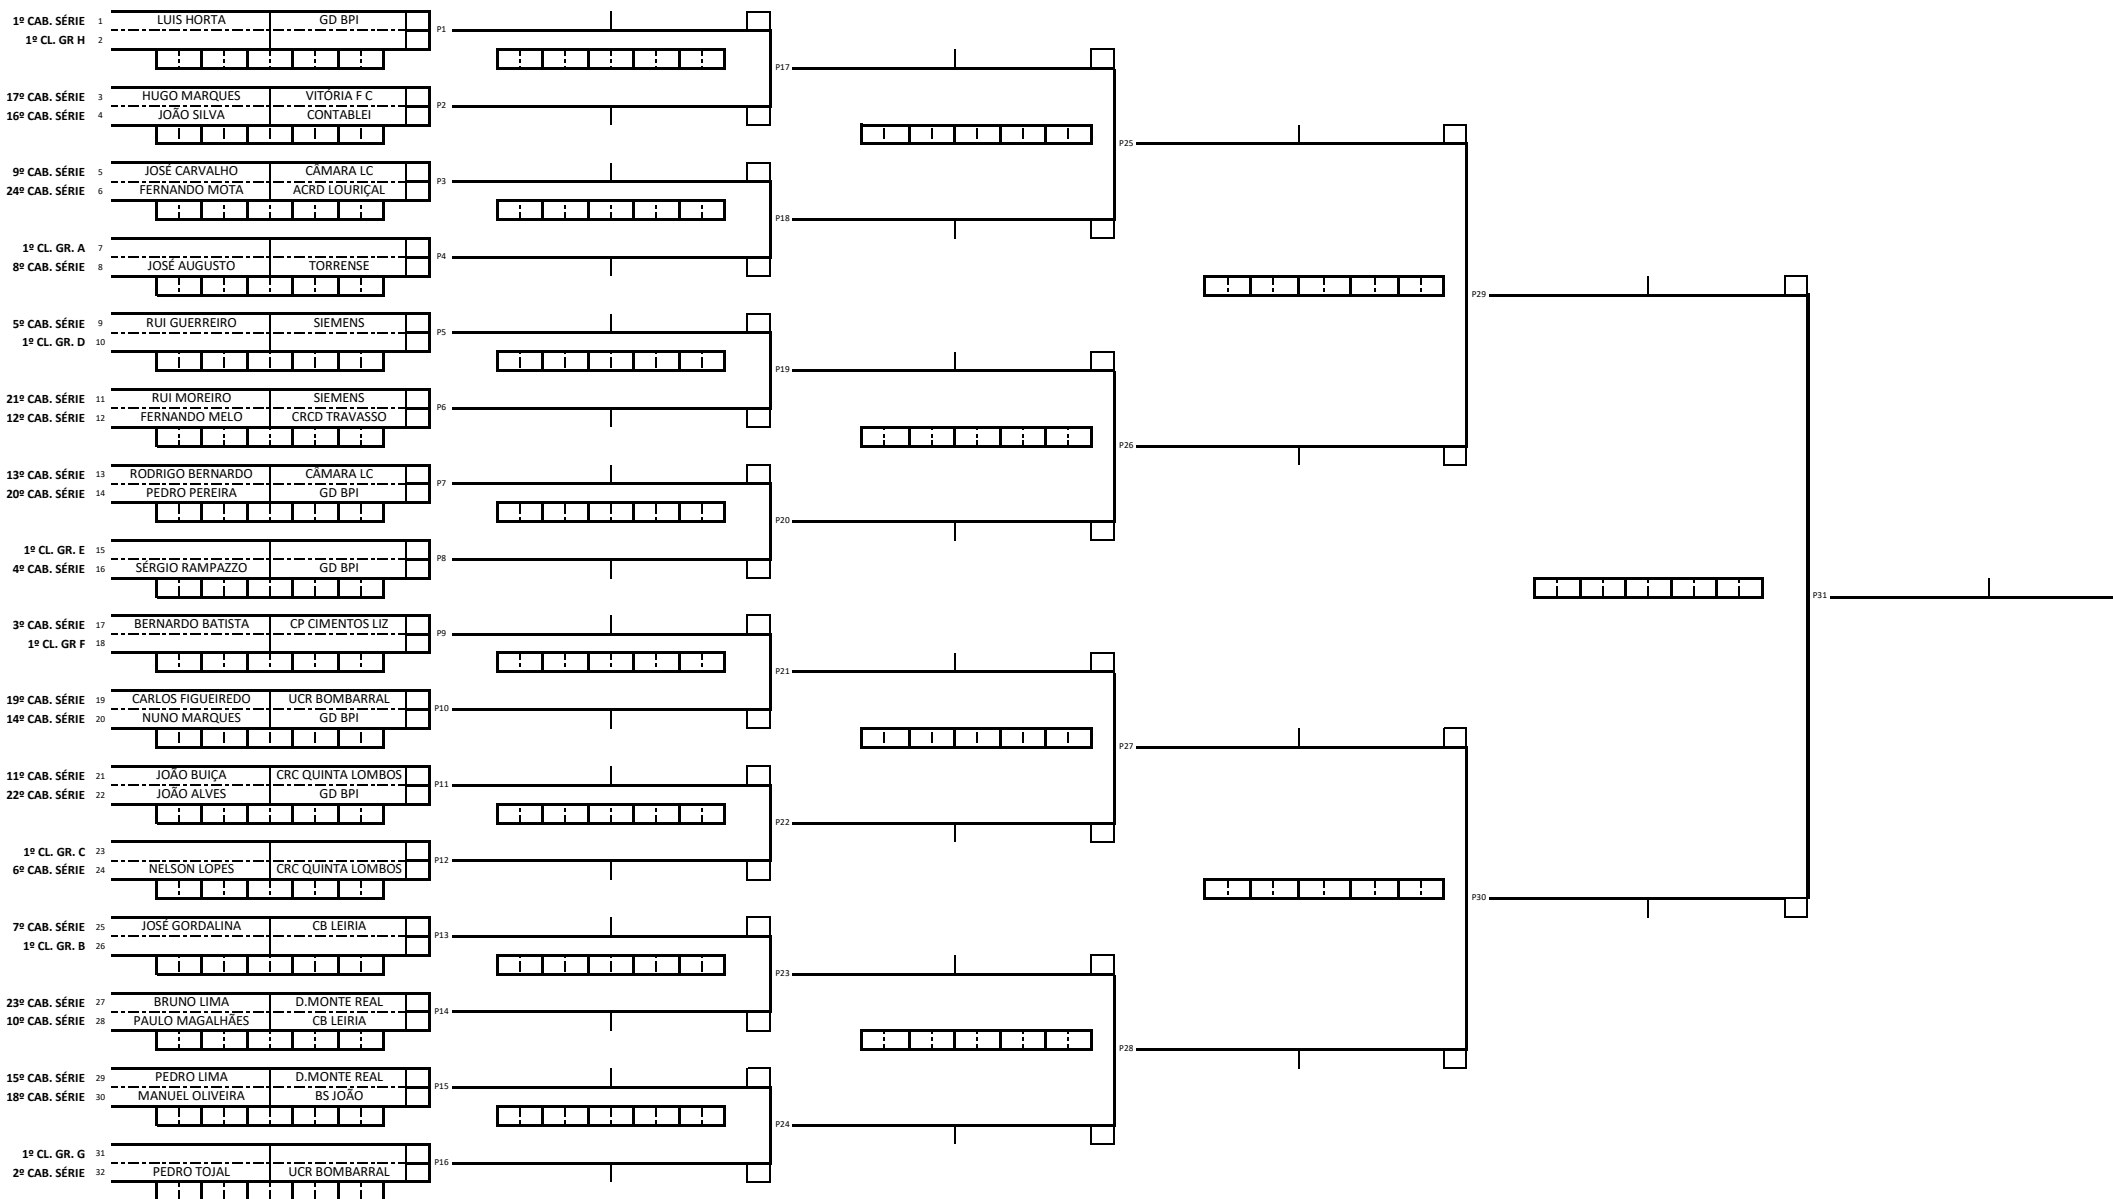 1º CAB. SÉRIE 1 LUIS HORTA GD BPI
1º CL. GR H 2
P1
P17
17º CAB. SÉRIE 3 HUGO MARQUES VITÓRIA F C
16º CAB. SÉRIE 4 JOÃO SILVA CONTABLEI
P2
P25
9º CAB. SÉRIE 5 JOSÉ CARVALHO CÂMARA LC
24º CAB. SÉRIE 6 FERNANDO MOTA ACRD LOURIÇAL
P3
P18
1º CL. GR. A 7
8º CAB. SÉRIE 8 JOSÉ AUGUSTO TORRENSE
P4
P29
5º CAB. SÉRIE 9 RUI GUERREIRO SIEMENS
1º CL. GR. D 10
P5
P19
21º CAB. SÉRIE 11 RUI MOREIRO SIEMENS
12º CAB. SÉRIE 12 FERNANDO MELO CRCD TRAVASSO
P6
P26
13º CAB. SÉRIE 13 RODRIGO BERNARDO CÂMARA LC
20º CAB. SÉRIE 14 PEDRO PEREIRA GD BPI
P7
P20
1º CL. GR. E 15
4º CAB. SÉRIE 16 SÉRGIO RAMPAZZO GD BPI
P8
P31
3º CAB. SÉRIE 17 BERNARDO BATISTA CP CIMENTOS LIZ
1º CL. GR F 18
P9
P21
19º CAB. SÉRIE 19 CARLOS FIGUEIREDO UCR BOMBARRAL
14º CAB. SÉRIE 20 NUNO MARQUES GD BPI
P10
P27
11º CAB. SÉRIE 21 JOÃO BUIÇA CRC QUINTA LOMBOS
22º CAB. SÉRIE 22 JOÃO ALVES GD BPI
P11
P22
1º CL. GR. C 23
6º CAB. SÉRIE 24 NELSON LOPES CRC QUINTA LOMBOS
P12
P30
7º CAB. SÉRIE 25 JOSÉ GORDALINA CB LEIRIA
1º CL. GR. B 26
P13
P23
23º CAB. SÉRIE 27 BRUNO LIMA D.MONTE REAL
10º CAB. SÉRIE 28 PAULO MAGALHÃES CB LEIRIA
P14
P28
15º CAB. SÉRIE 29 PEDRO LIMA D.MONTE REAL
18º CAB. SÉRIE 30 MANUEL OLIVEIRA BS JOÃO
P15
P24
1º CL. GR. G 31
2º CAB. SÉRIE 32 PEDRO TOJAL UCR BOMBARRAL
P16